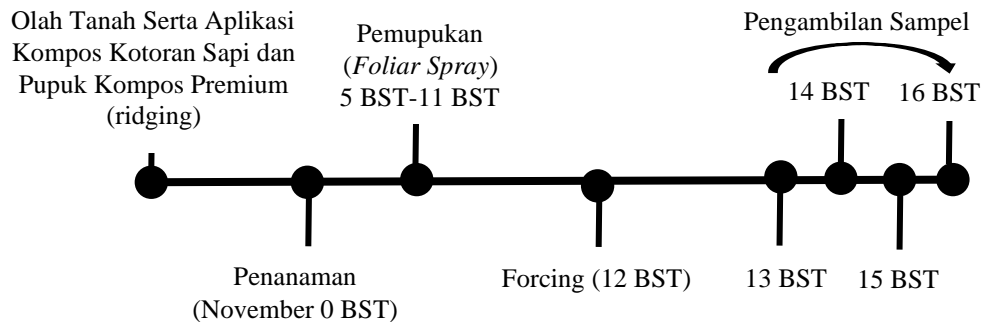 Olah Tanah Serta Aplikasi
Kompos Kotoran Sapi dan
Pupuk Kompos Premium
(ridging)
Pemupukan
(Foliar Spray)
5 BST-11 BST
Pengambilan Sampel
14 BST
16 BST
Penanaman
(November 0 BST)
Forcing (12 BST)
13 BST
15 BST